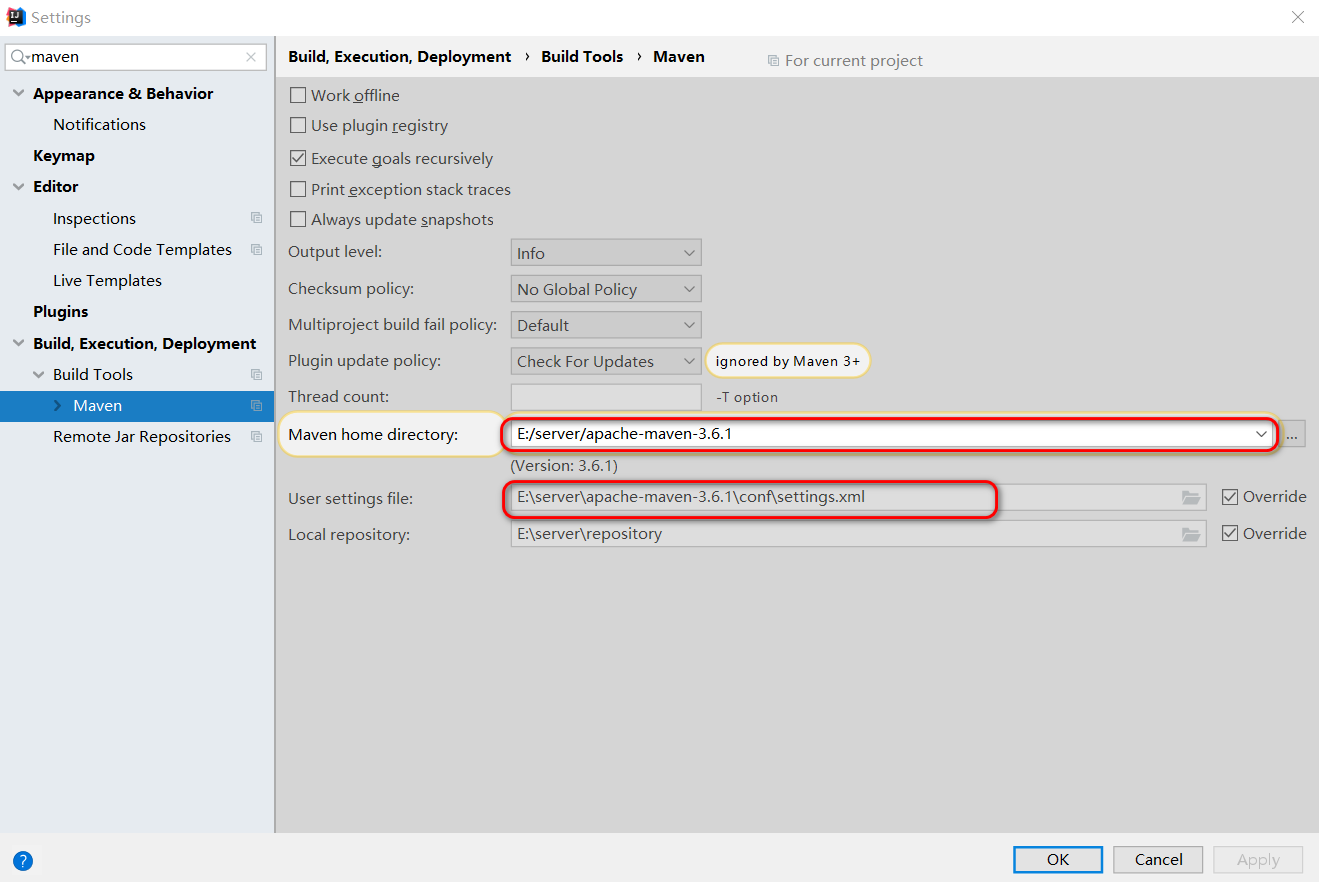 Settings
maven
Appearance & Behavior
Notifications
Keymap
Editor
Inspections
File and Code Templates
Live Templates
Plugins
Build, Execution, Deployment
Build Tools
Maven
Remote Jar Repositories
Build, Execution, Deployment › Build Tools › Maven For current project
Work offline
Use plugin registry
Execute goals recursively
Print exception stack traces
Always update snapshots
Output level: Info
Checksum policy: No Global Policy
Multiproject build fail policy: Default
Plugin update policy: Check For Updates ignored by Maven 3+
Thread count: -T option
Maven home directory: E:/server/apache-maven-3.6.1 ...
(Version: 3.6.1)
User settings file: E:\server\apache-maven-3.6.1\conf\settings.xml Override
Local repository: E:\server\repository Override
? OK Cancel Apply